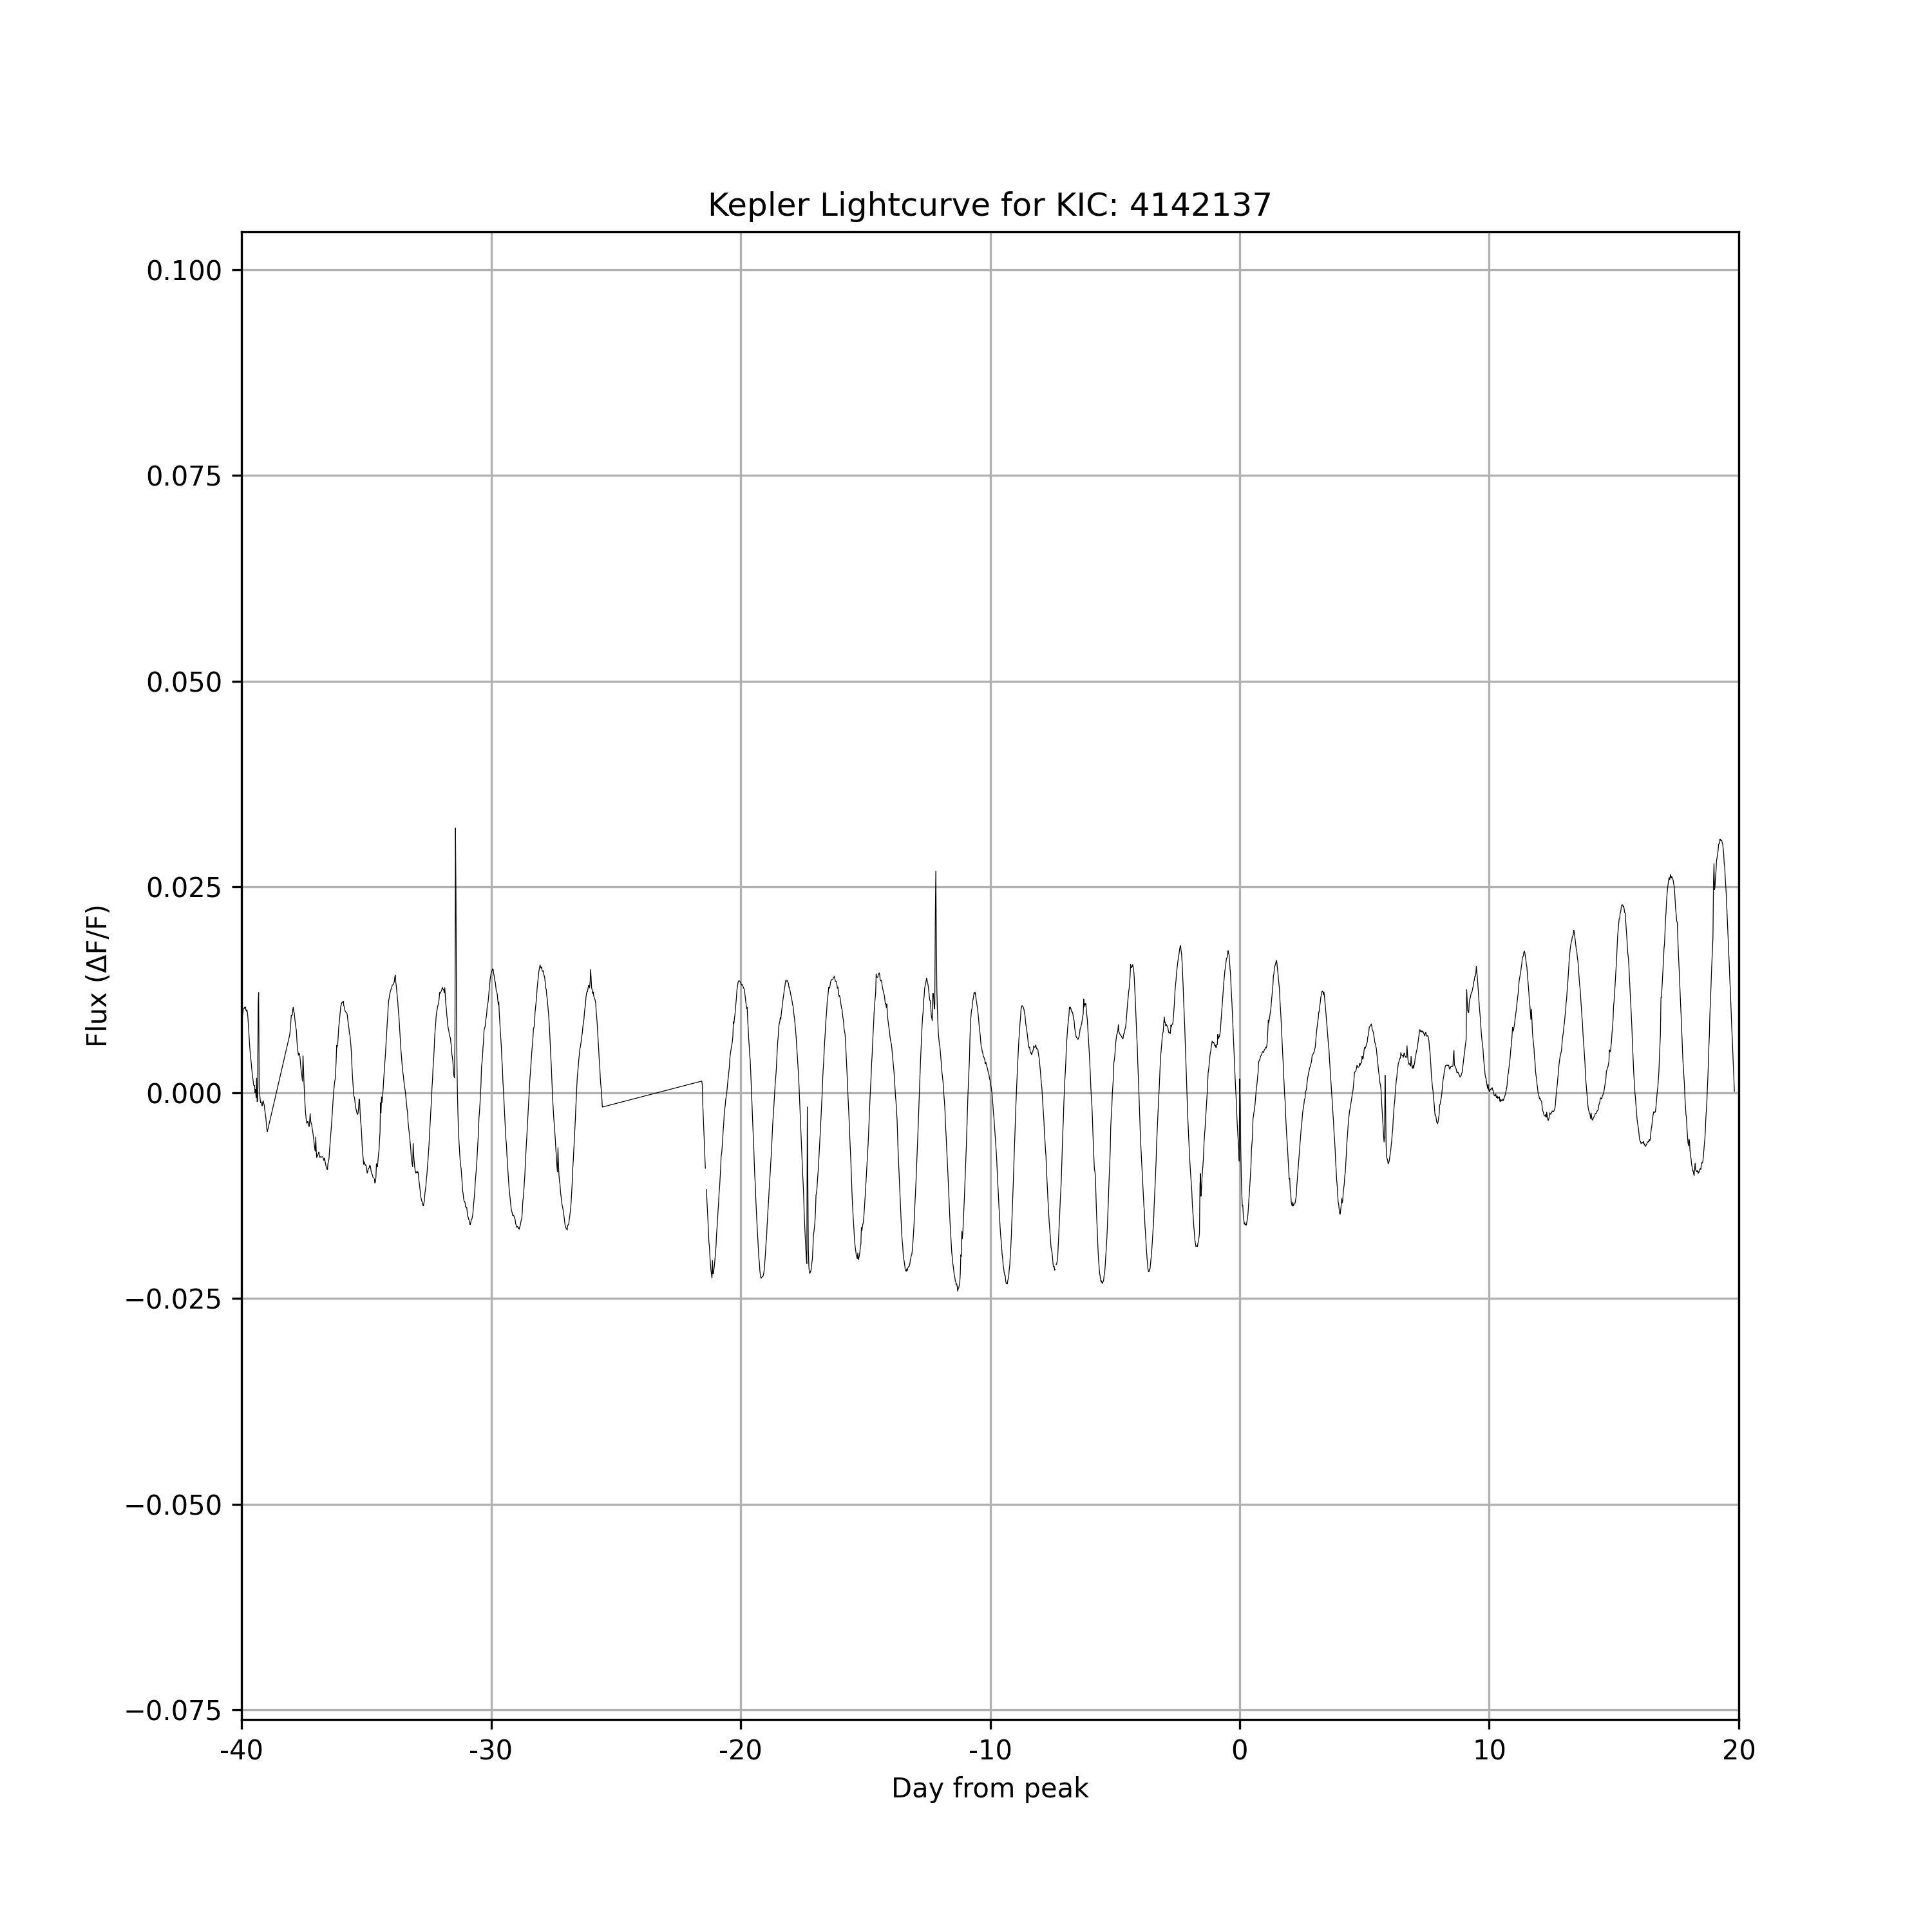 Kepler Lightcurve for KIC: 4142137
0.100
0.075
0.050
0.025
0.000
−0.025
−0.050
−0.075
Flux (ΔF/F)
-40 -30 -20 -10 0 10 20
Day from peak